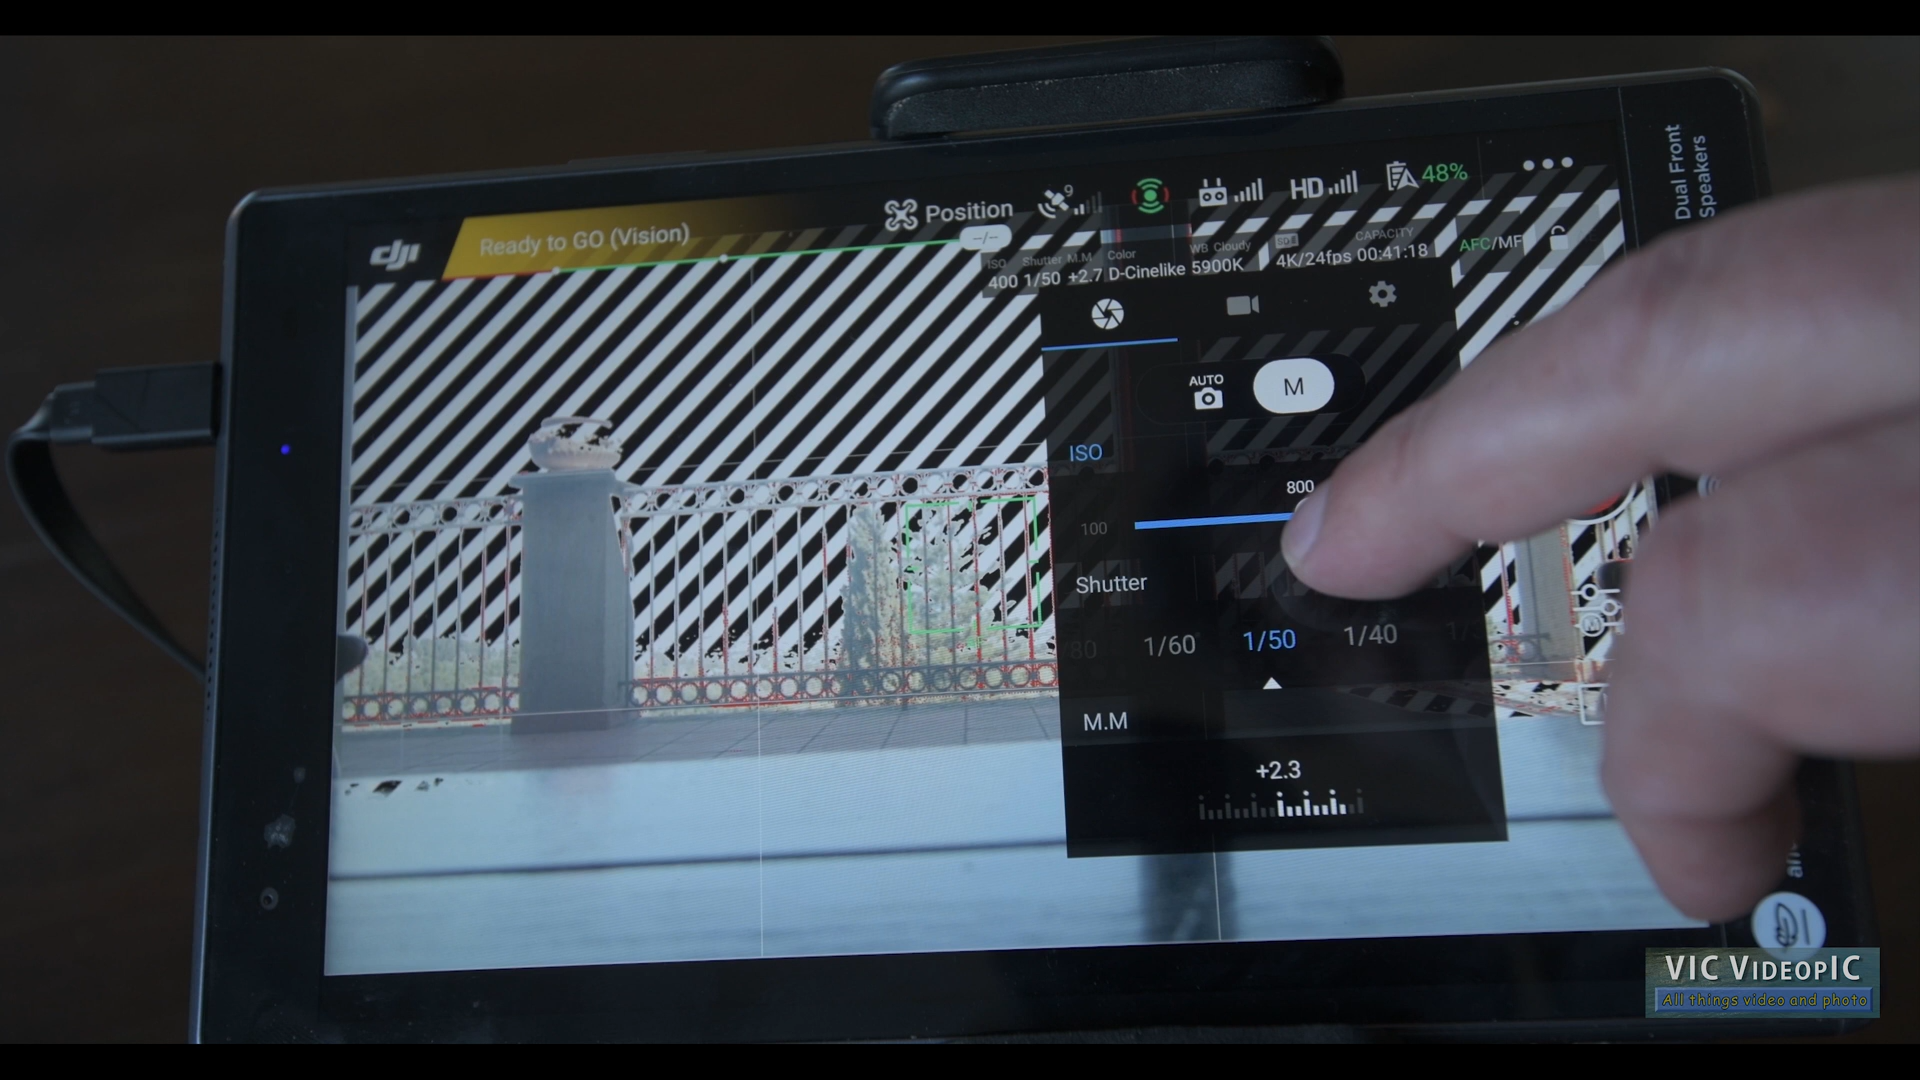 Dual Front
Speakers
dji
Ready to GO (Vision)
Position
9
HD
48%
--/--
ISO
Shutter
M.M
Color
WB Cloudy
CAPACITY
400 1/50 +2.7 D-Cinelike 5900K
4K/24fps 00:41:18
AFC/MF
AUTO
M
ISO
800
100
Shutter
1/60
1/50
1/40
M.M
+2.3
VIC VIDEOPIC
All things video and photo